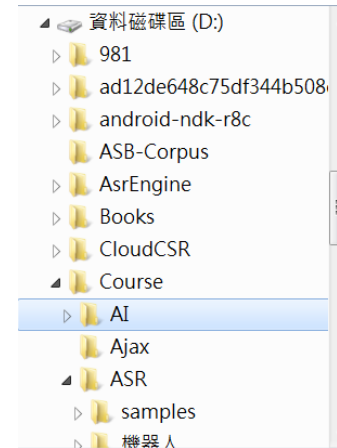 資料磁碟區 (D:)
981
ad12de648c75df344b508
android-ndk-r8c
ASB-Corpus
AsrEngine
Books
CloudCSR
Course
AI
Ajax
ASR
samples
機器人